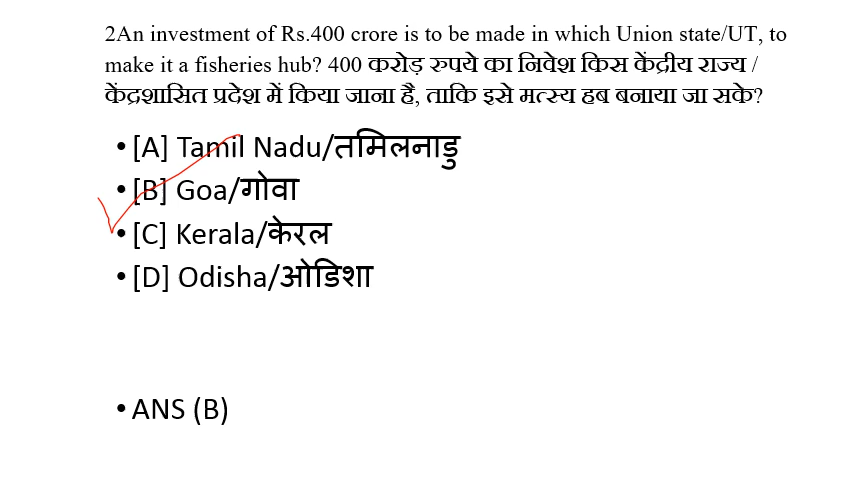 2An investment of Rs.400 crore is to be made in which Union state/UT, to
make it a fisheries hub? 400 करोड़ रुपये का निवेश किस केंद्रीय राज्य /
केंद्रशासित प्रदेश में किया जाना है, ताकि इसे मत्स्य हब बनाया जा सके?
• [A] Tamil Nadu/तमिलनाडु
• [B] Goa/गोवा
• [C] Kerala/केरल
• [D] Odisha/ओडिशा
• ANS (B)